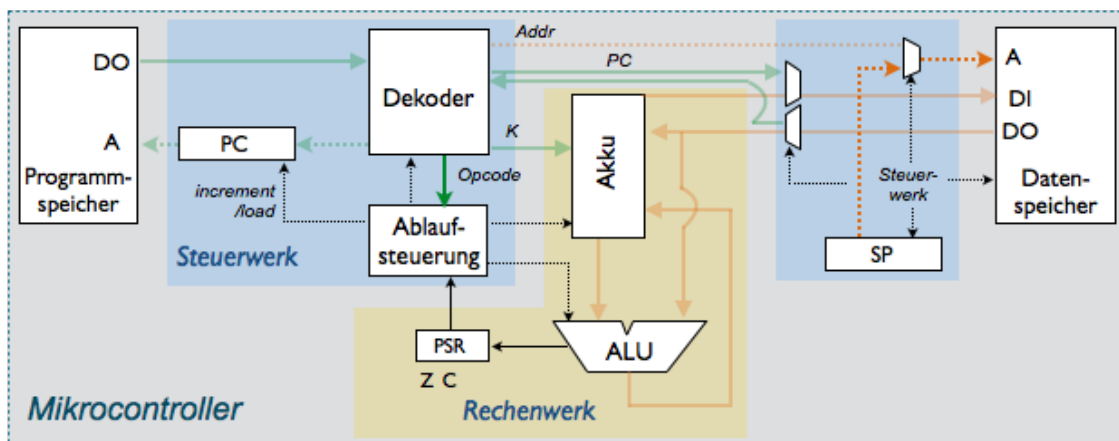 DO
A
Programm-
speicher
PC
increment
/load
Steuerwerk
Dekoder
Opcode
Ablauf-
steuerung
PSR
Z C
Addr
PC
K
Akku
ALU
Rechenwerk
Steuer-
werk
SP
A
DI
DO
Daten-
speicher
Mikrocontroller